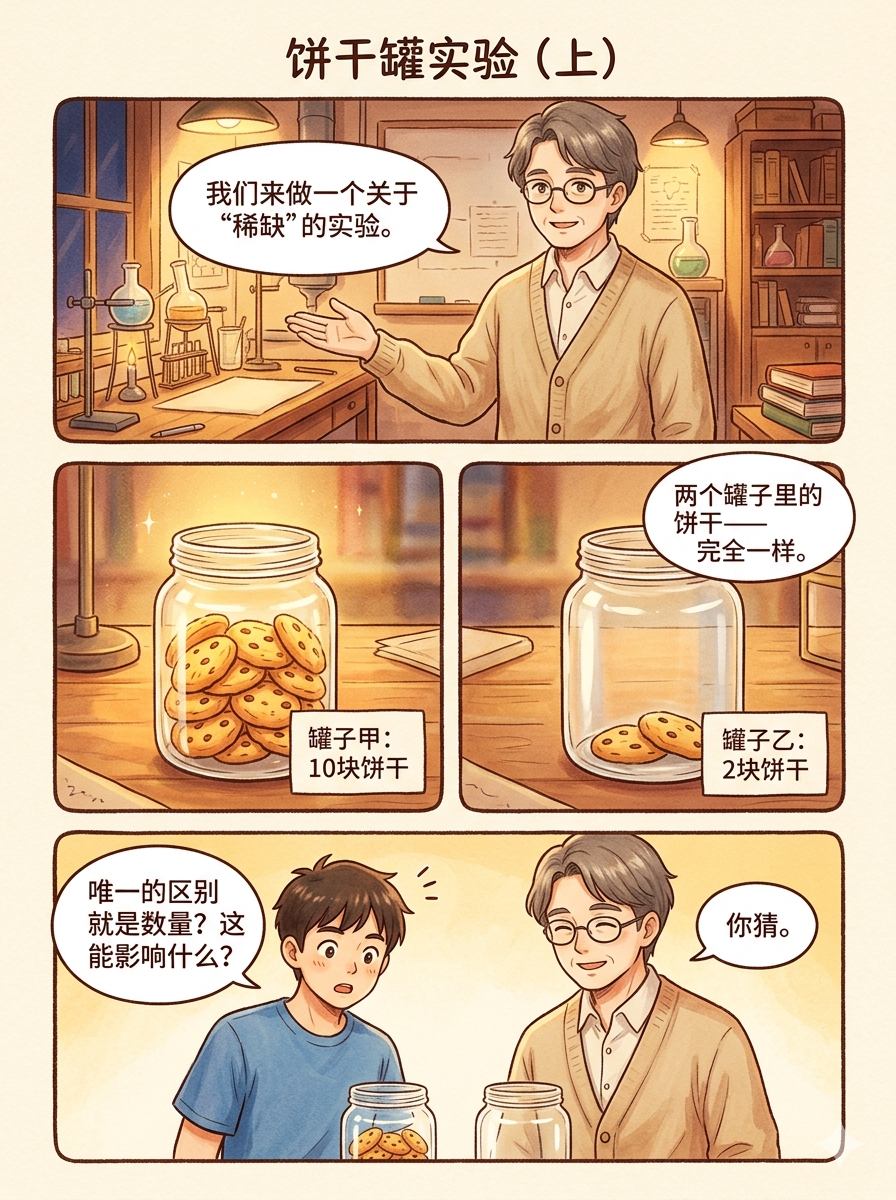 饼干罐实验（上）
我们来做一个关于
“稀缺”的实验。
罐子甲：
10块饼干
两个罐子里的
饼干——
完全一样。
罐子乙：
2块饼干
唯一的区别
就是数量？这
能影响什么？
你猜。